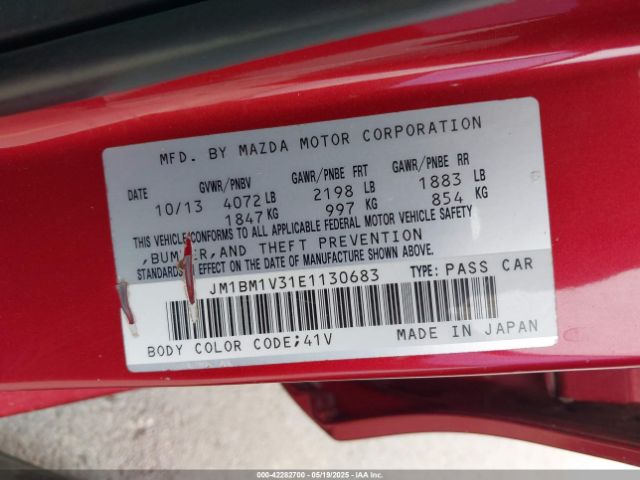 MFD. BY MAZDA MOTOR CORPORATION
DATE GVWR/PNBV GAWR/PNBE FRT GAWR/PNBE RR
10/13 4072 LB 2198 LB 1883 LB
1847 KG 997 KG 854 KG
THIS VEHICLE CONFORMS TO ALL APPLICABLE FEDERAL MOTOR VEHICLE SAFETY
,BUMPER,AND THEFT PREVENTION
STANDARDS IN EFFECT ON THE DATE OF MANUFACTURE SHOWN ABOVE.
JM1BM1V31E1130683 TYPE: PASS CAR
BODY COLOR CODE;41V MADE IN JAPAN
000-42282700 - 05/19/2025 - IAAI.COM